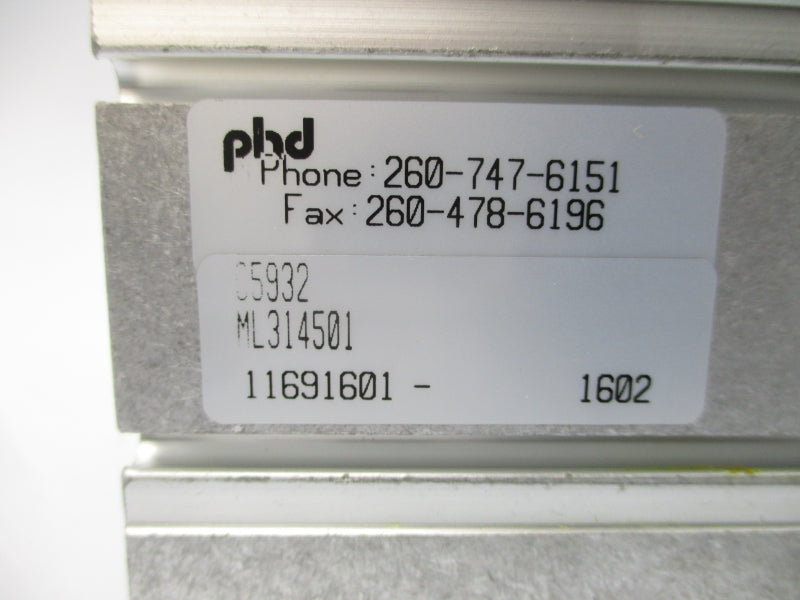 phd
Phone: 260-747-6151
Fax: 260-478-6196
C5932
ML314501
11691601 - 1602